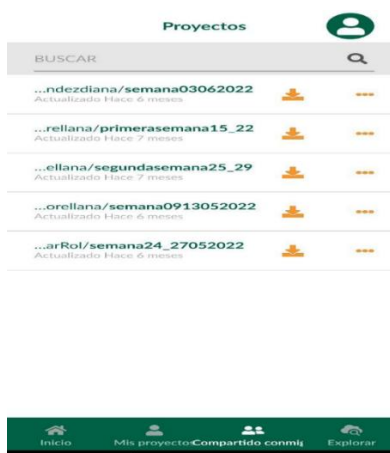 Proyectos
BUSCAR
...ndezdiana/semana03062022
Actualizado Hace 6 meses
...rellana/primerasemana15_22
Actualizado Hace 7 meses
...ellana/segundasemana25_29
Actualizado Hace 7 meses
...orellana/semana0913052022
Actualizado Hace 6 meses
...arRol/semana24_27052022
Actualizado Hace 6 meses
Inicio Mis proyectos Compartido conmig Explorar